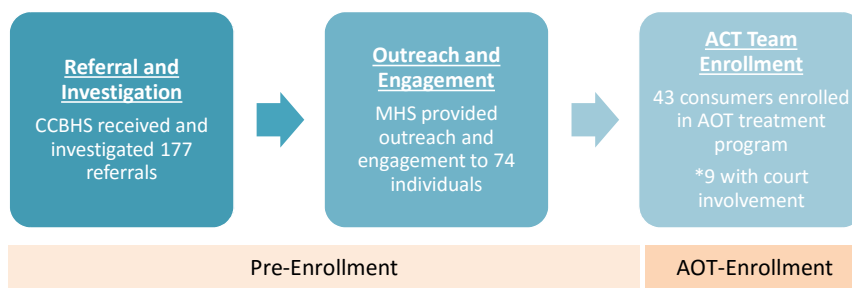 Referral and
Investigation
CCBHS received and
investigated 177
referrals
Outreach and
Engagement
MHS provided
outreach and
engagement to 74
individuals
ACT Team
Enrollment
43 consumers enrolled
in AOT treatment
program
*9 with court
involvement
Pre-Enrollment
AOT-Enrollment